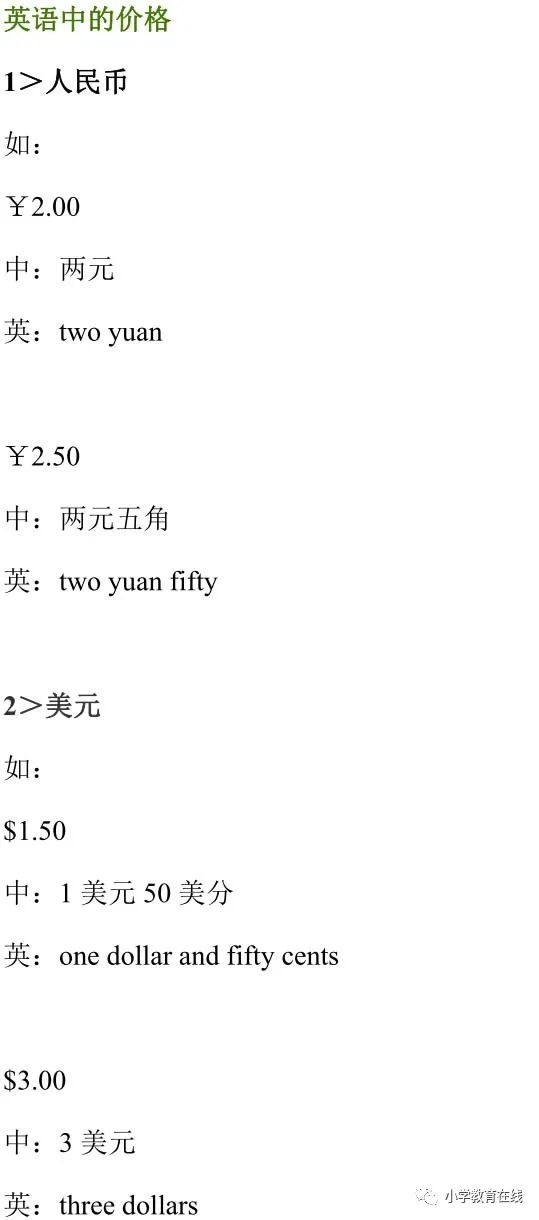 英语中的价格
1＞人民币
如：
￥2.00
中：两元
英：two yuan
￥2.50
中：两元五角
英：two yuan fifty
2＞美元
如：
$1.50
中：1 美元 50 美分
英：one dollar and fifty cents
$3.00
中：3 美元
英：three dollars
小学教育在线